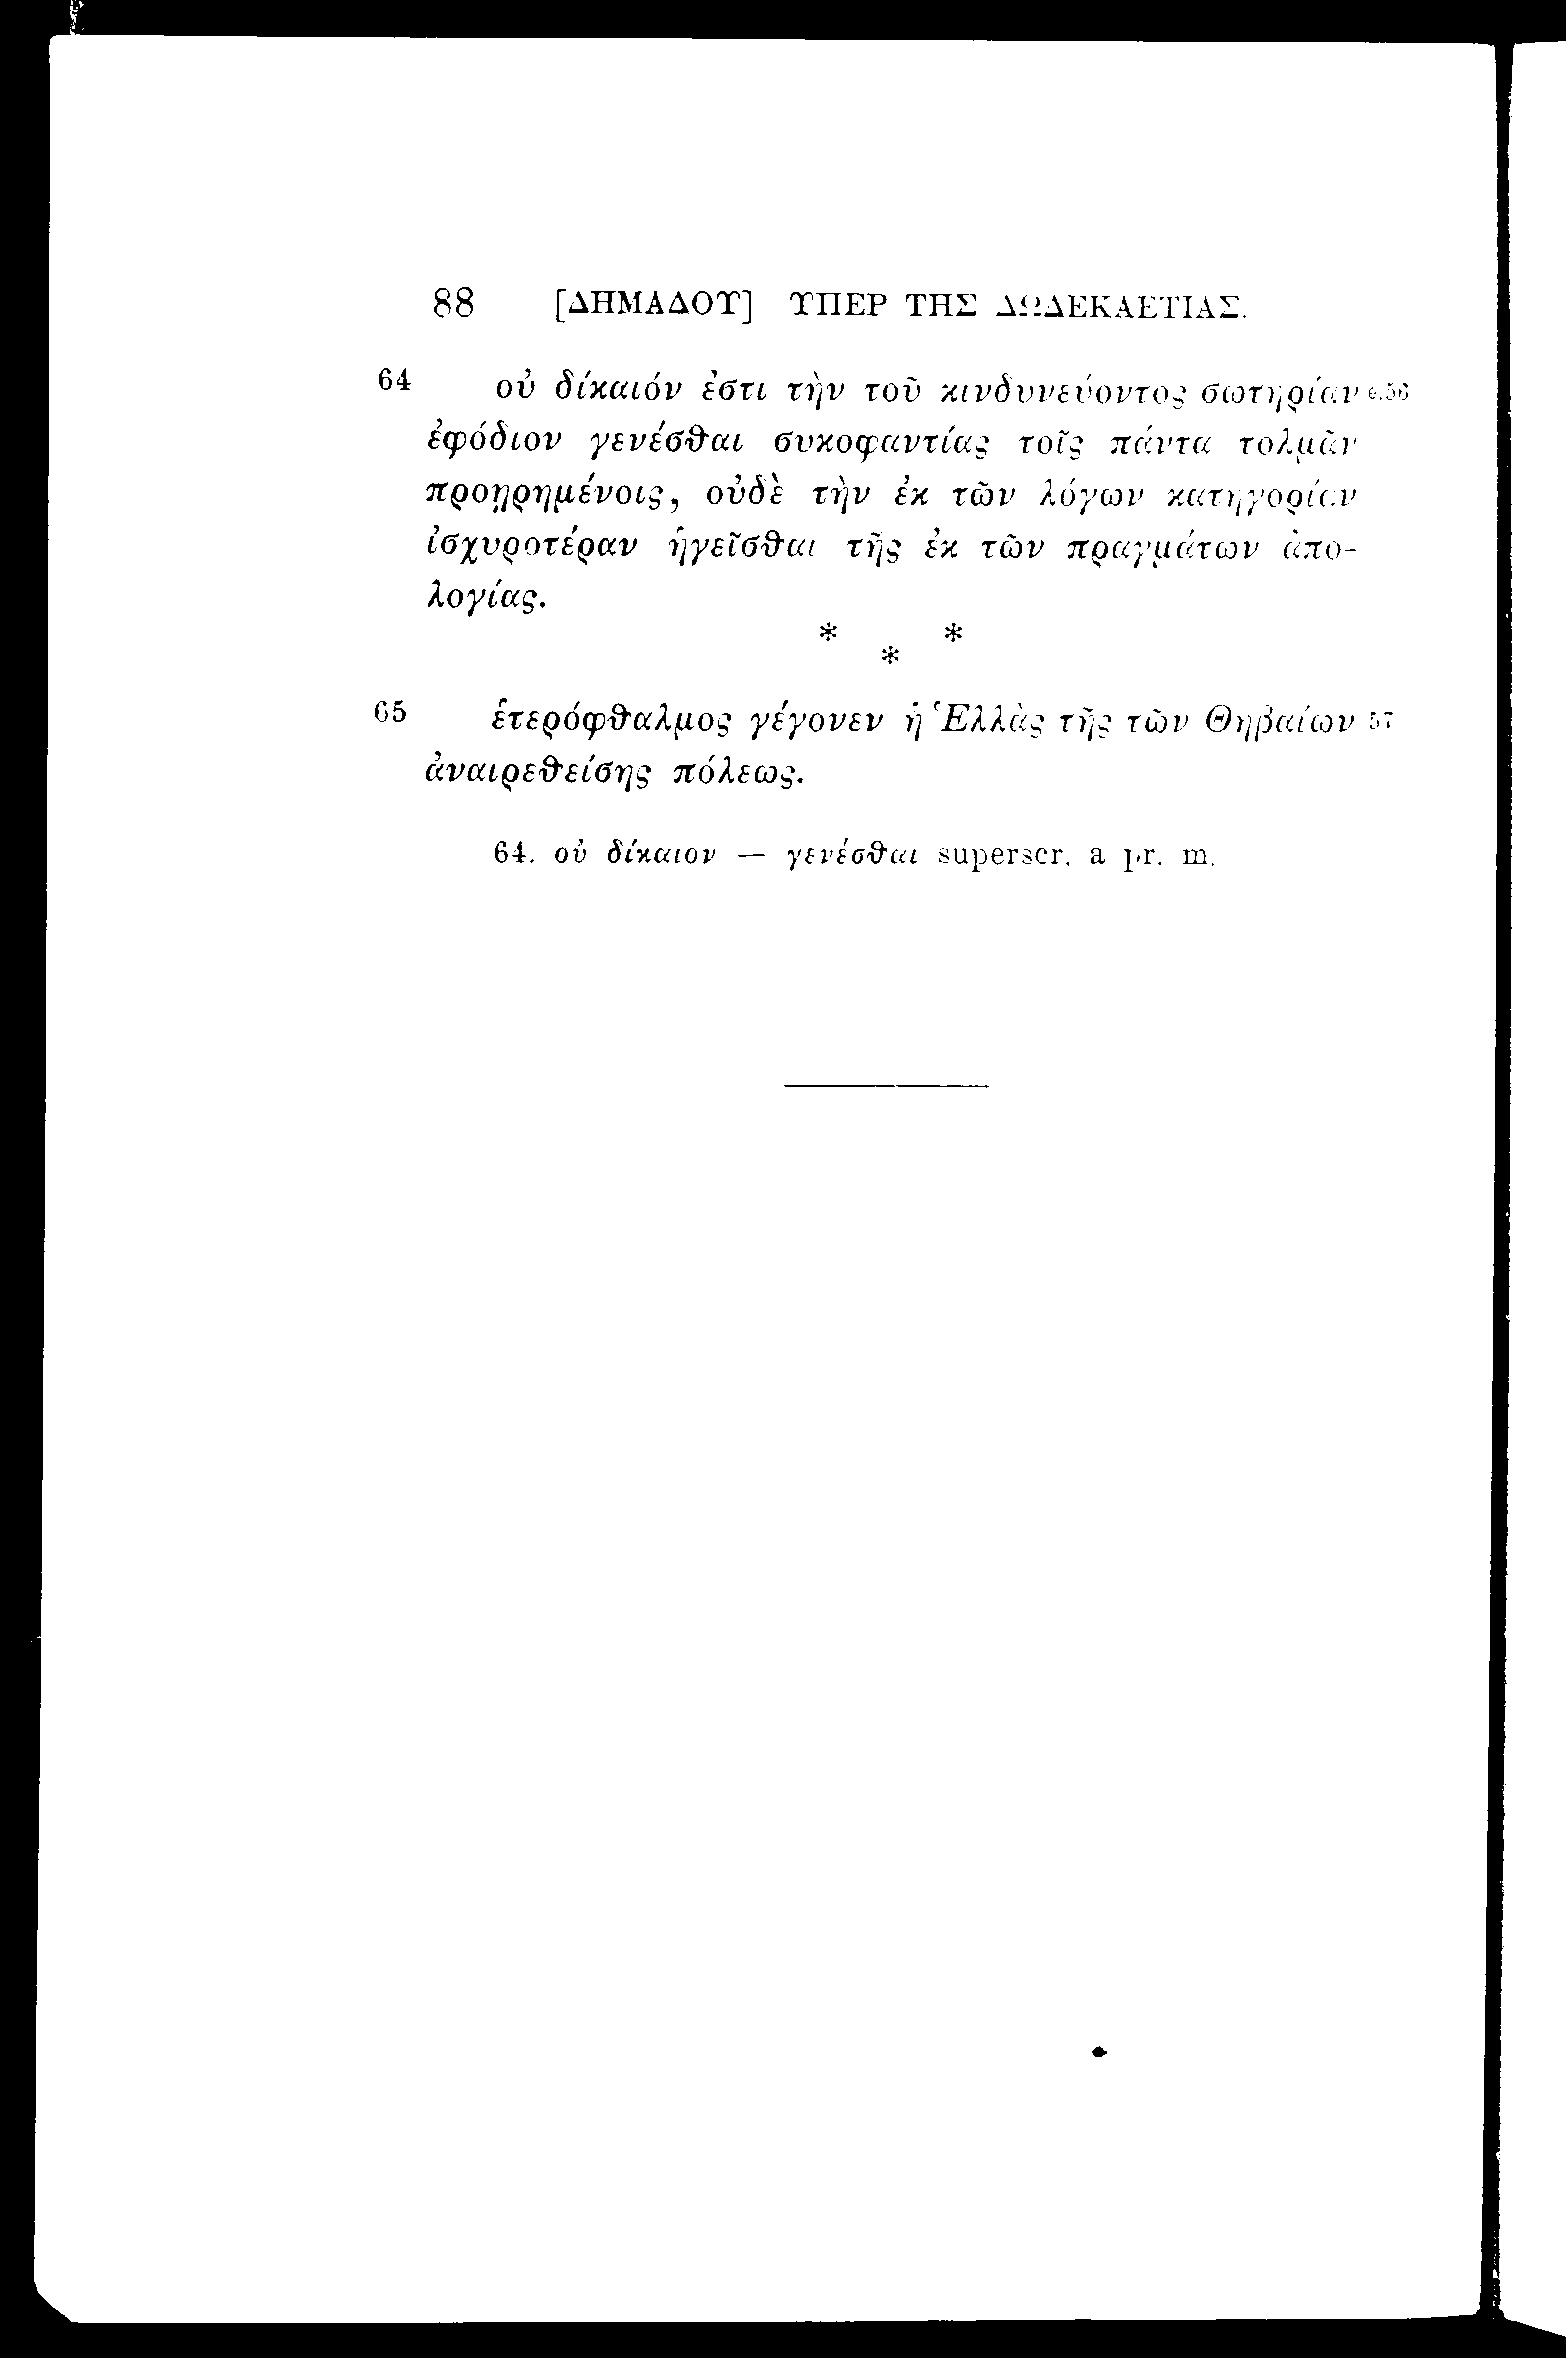 88 [ΔΗΜΑΔΟΥ] ΥΠΕΡ ΤΗΣ ΔΩΔΕΚΑΕΤΙΑΣ.
64 οὐ δίκαιόν ἐστι τὴν τοῦ κινδυνεύοντος σωτηρίαν c.56
ἐφόδιον γενέσθαι συκοφαντίας τοῖς πάντα τολμᾶν
προῃρημένοις, οὐδὲ τὴν ἐκ τῶν λόγων κατηγορίαν
ἰσχυροτέραν ἡγεῖσθαι τῆς ἐκ τῶν πραγμάτων ἀπο-
λογίας.
* *
*
65 ἑτερόφθαλμος γέγονεν ἡ Ἑλλὰς τῆς τῶν Θηβαίων 57
ἀναιρεθείσης πόλεως.
64. οὐ δίκαιον — γενέσθαι superscr. a pr. m.